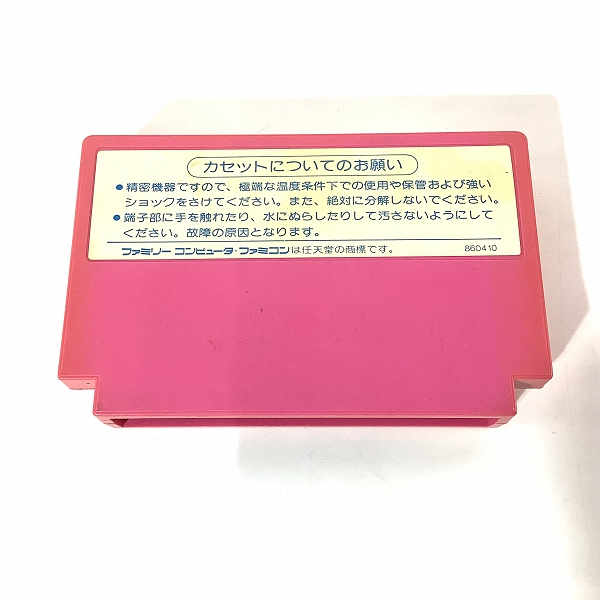 カセットについてのお願い
●精密機器ですので、極端な温度条件下での使用や保管および強い
ショックをさけてください。また、絶対に分解しないでください。
●端子部に手を触れたり、水にぬらしたりして汚さないようにして
ください。故障の原因となります。
ファミリー コンピュータ・ファミコンは任天堂の商標です。 860410